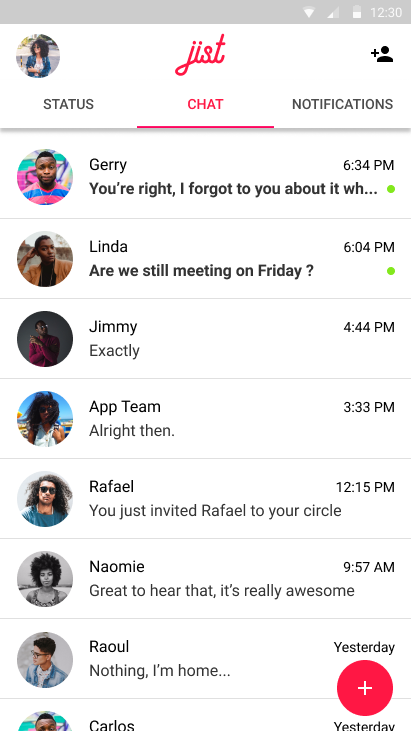 12:30
jist
STATUS CHAT NOTIFICATIONS
Gerry 6:34 PM
You’re right, I forgot to you about it wh...
Linda 6:04 PM
Are we still meeting on Friday ?
Jimmy 4:44 PM
Exactly
App Team 3:33 PM
Alright then.
Rafael 12:15 PM
You just invited Rafael to your circle
Naomie 9:57 AM
Great to hear that, it’s really awesome
Raoul Yesterday
Nothing, I’m home...
Carlos Yesterday